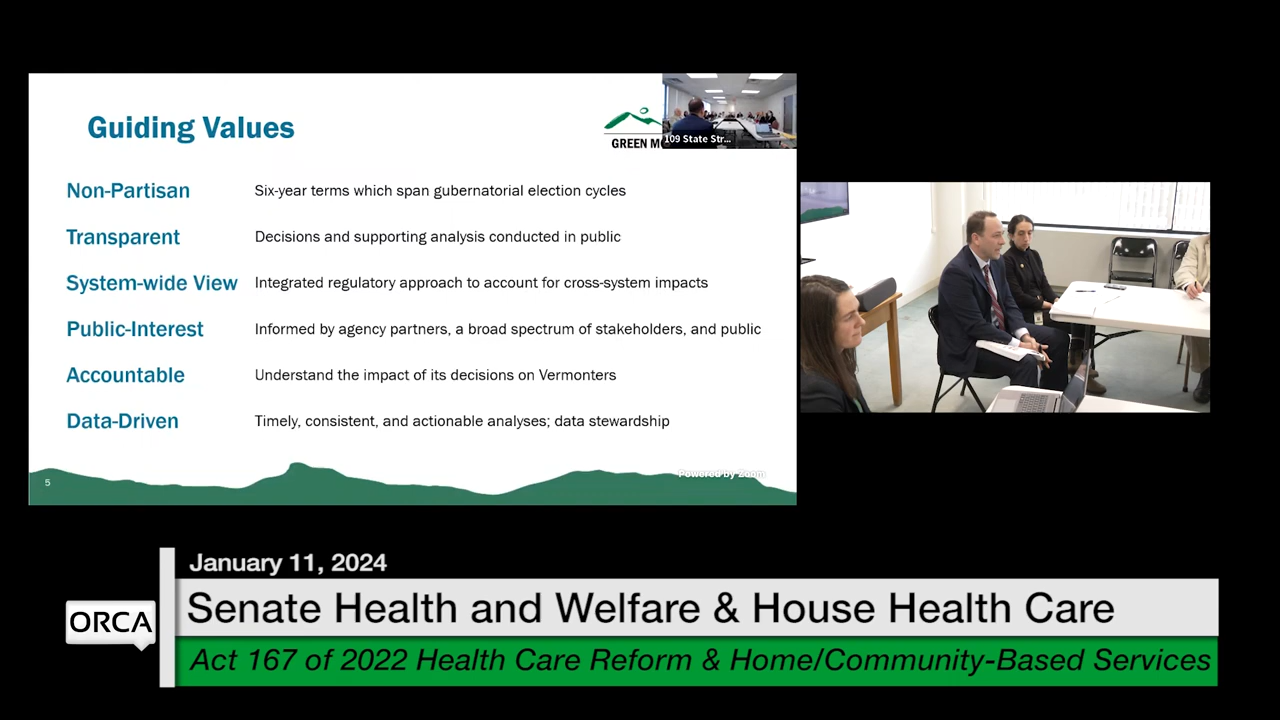 Guiding Values
GREEN MO
109 State Str...
Non-Partisan Six-year terms which span gubernatorial election cycles
Transparent Decisions and supporting analysis conducted in public
System-wide View Integrated regulatory approach to account for cross-system impacts
Public-Interest Informed by agency partners, a broad spectrum of stakeholders, and public
Accountable Understand the impact of its decisions on Vermonters
Data-Driven Timely, consistent, and actionable analyses; data stewardship
Powered by Zoom
5
January 11, 2024
ORCA
Senate Health and Welfare & House Health Care
Act 167 of 2022 Health Care Reform & Home/Community-Based Services